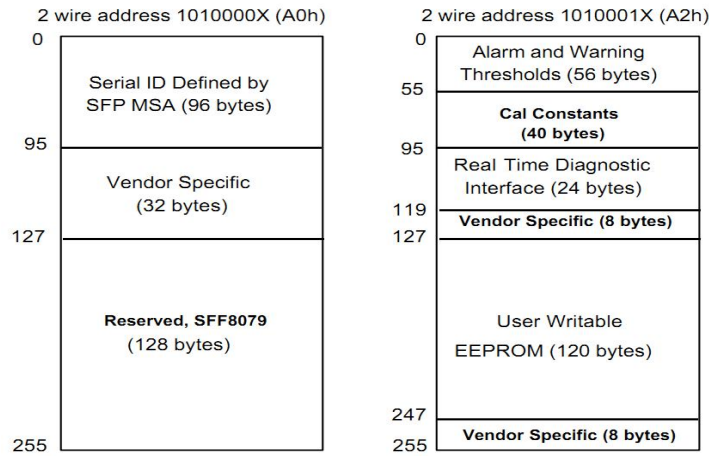 2 wire address 1010000X (A0h)
0
Serial ID Defined by
SFP MSA (96 bytes)
95
Vendor Specific
(32 bytes)
127
Reserved, SFF8079
(128 bytes)
255
2 wire address 1010001X (A2h)
0
Alarm and Warning
Thresholds (56 bytes)
55
Cal Constants
(40 bytes)
95
Real Time Diagnostic
Interface (24 bytes)
119
Vendor Specific (8 bytes)
127
User Writable
EEPROM (120 bytes)
247
Vendor Specific (8 bytes)
255